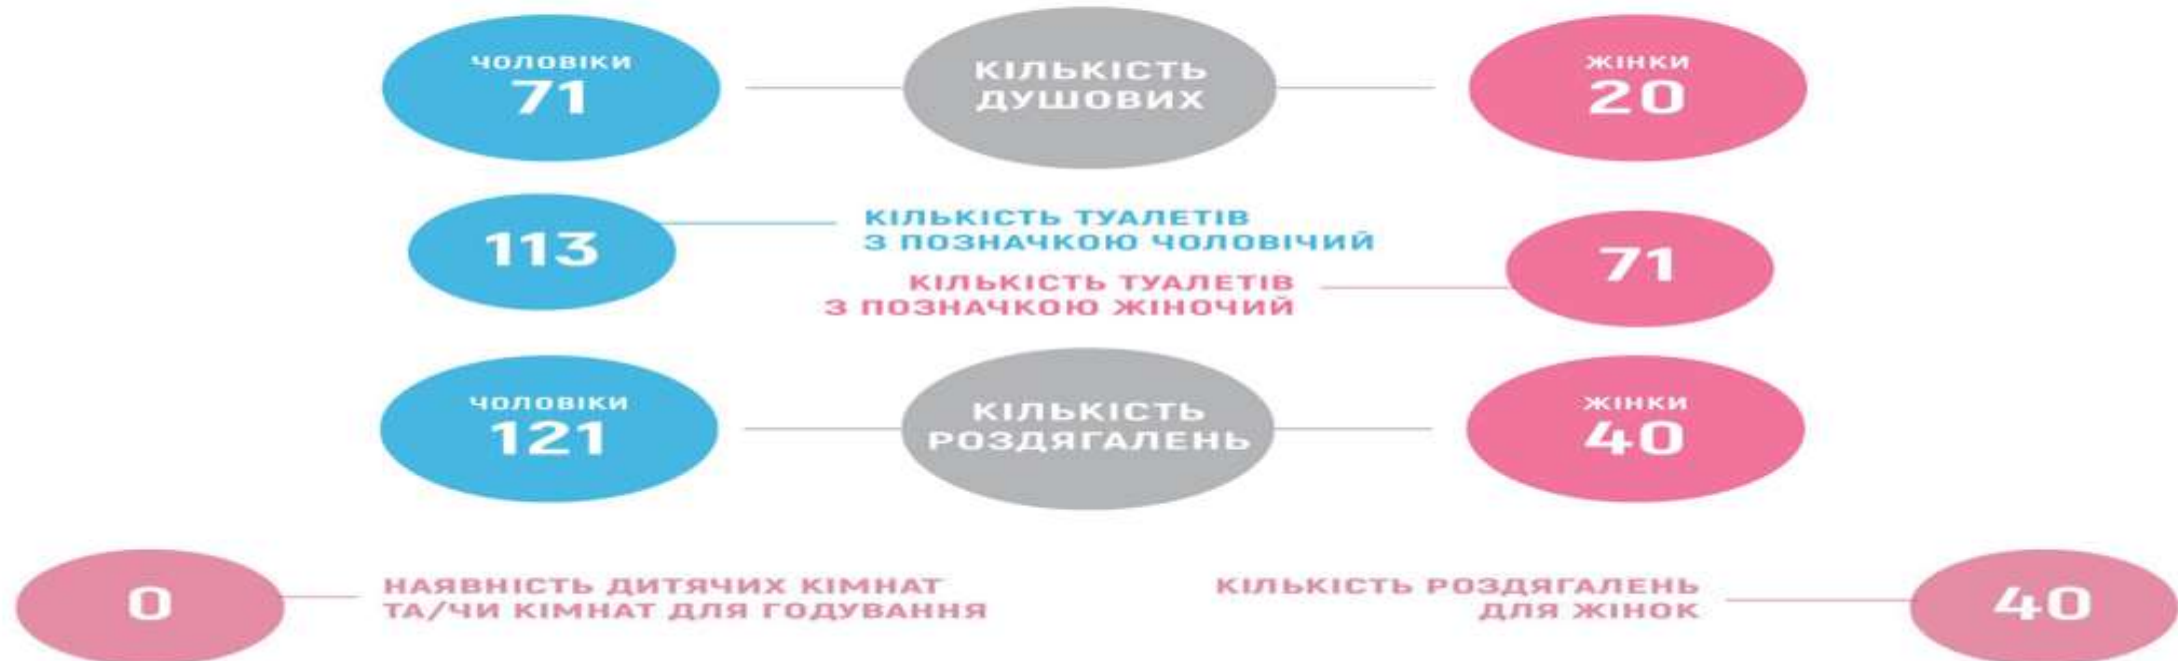 ЧОЛОВІКИ
71
КІЛЬКІСТЬ
ДУШОВИХ
ЖІНКИ
20
113
КІЛЬКІСТЬ ТУАЛЕТІВ
З ПОЗНАЧКОЮ ЧОЛОВІЧИЙ
КІЛЬКІСТЬ ТУАЛЕТІВ
З ПОЗНАЧКОЮ ЖІНОЧИЙ
71
ЧОЛОВІКИ
121
КІЛЬКІСТЬ
РОЗДЯГАЛЕНЬ
ЖІНКИ
40
0
НАЯВНІСТЬ ДИТЯЧИХ КІМНАТ
ТА/ЧИ КІМНАТ ДЛЯ ГОДУВАННЯ
КІЛЬКІСТЬ РОЗДЯГАЛЕНЬ
ДЛЯ ЖІНОК
40